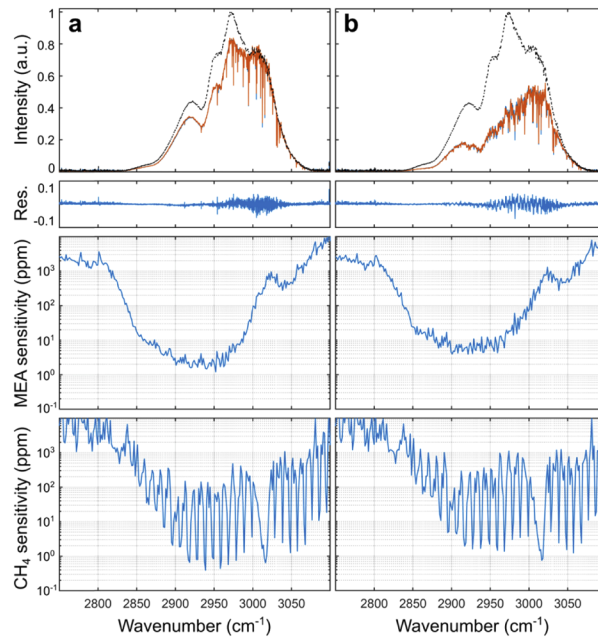 a
b
Intensity (a.u.)
1
0.8
0.6
0.4
0.2
0
Res.
0.1
-0.1
MEA sensitivity (ppm)
10³
10²
10¹
10⁰
10⁻¹
CH₄ sensitivity (ppm)
10³
10²
10¹
10⁰
10⁻¹
2800 2850 2900 2950 3000 3050 2800 2850 2900 2950 3000 3050
Wavenumber (cm⁻¹) Wavenumber (cm⁻¹)